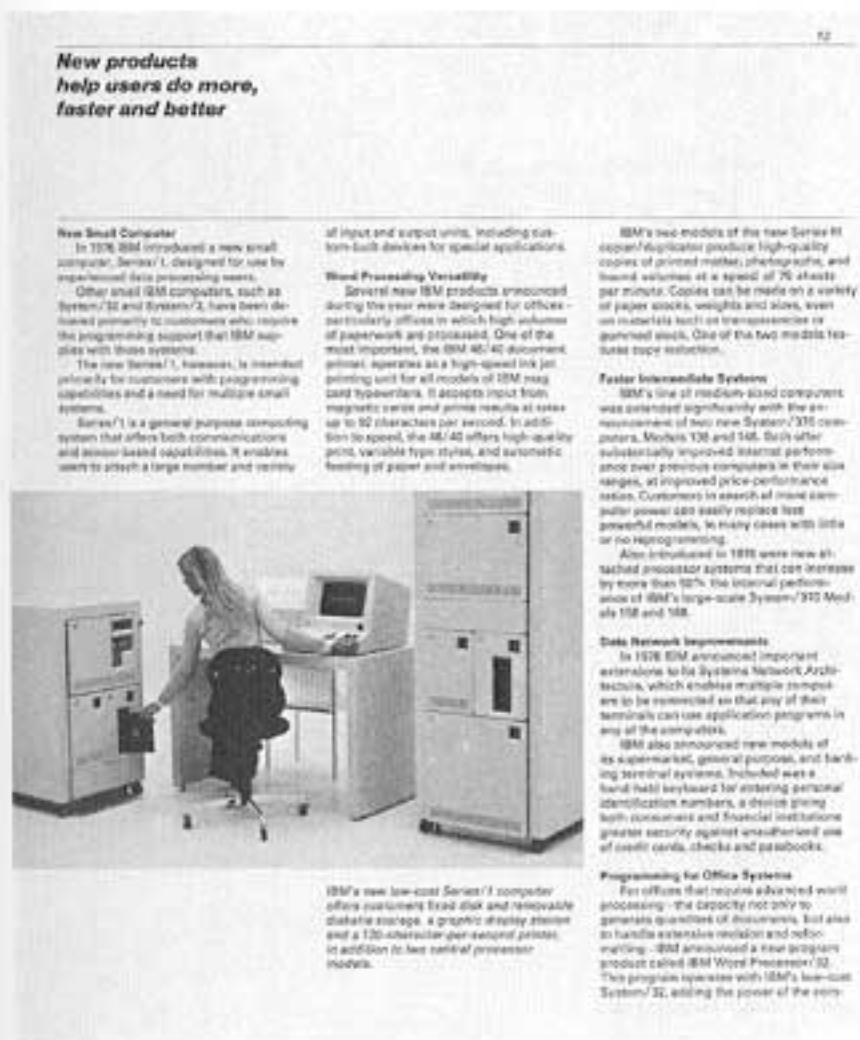 12
New products
help users do more,
faster and better
New Small Computer
In 1976 IBM introduced a new small
computer, Series/1, designed for use by
experienced data processing users.
Other small IBM computers, such as
System/32 and System/3, have been de-
livered primarily to customers who require
the programming support that IBM sup-
plies with those systems.
The new Series/1, however, is intended
primarily for customers with programming
capabilities and a need for multiple small
systems.
Series/1 is a general purpose computing
system that offers both communications
and sensor-based capabilities. It enables
users to attach a large number and variety
of input and output units, including cus-
tom-built devices for special applications.
Word Processing Versatility
Several new IBM products announced
during the year were designed for offices -
particularly offices in which high volumes
of paperwork are processed. One of the
most important, the IBM 46/40 document
printer, operates as a high-speed ink jet
printing unit for all models of IBM mag
card typewriters. It accepts input from
magnetic cards and prints results at rates
up to 92 characters per second. In addi-
tion to speed, the 46/40 offers high-quality
print, variable type styles, and automatic
feeding of paper and envelopes.
IBM's new low-cost Series/1 computer
offers customers fixed disk and removable
diskette storage, a graphic display station
and a 120-character-per-second printer,
in addition to two central processor
models.
IBM's two models of the new Series III
copier/duplicator produce high-quality
copies of printed matter, photographs, and
bound volumes at a speed of 75 sheets
per minute. Copies can be made on a variety
of paper stocks, weights and sizes, even
on materials such as transparencies or
gummed stock. One of the two models fea-
tures copy reduction.
Faster Intermediate Systems
IBM's line of medium-sized computers
was extended significantly with the an-
nouncement of two new System/370 com-
puters, Models 138 and 148. Both offer
substantially improved internal perform-
ance over previous computers in their size
ranges, at improved price-performance
ratios. Customers in search of more com-
puter power can easily replace less
powerful models, in many cases with little
or no reprogramming.
Also introduced in 1976 were new at-
tached processor systems that can increase
by more than 50% the internal perform-
ance of IBM's large-scale System/370 Mod-
els 158 and 168.
Data Network Improvements
In 1976 IBM announced important
extensions to its Systems Network Archi-
tecture, which enables multiple comput-
ers to be connected so that any of their
terminals can use application programs in
any of the computers.
IBM also announced new models of
its supermarket, general purpose, and bank-
ing terminal systems. Included was a
hand-held keyboard for entering personal
identification numbers, a device giving
both consumers and financial institutions
greater security against unauthorized use
of credit cards, checks and passbooks.
Programming for Office Systems
For offices that require advanced word
processing - the capacity not only to
generate quantities of documents, but also
to handle extensive revision and refor-
matting - IBM announced a new program
product called IBM Word Processor/32.
This program operates with IBM's low-cost
System/32, adding the power of the com-